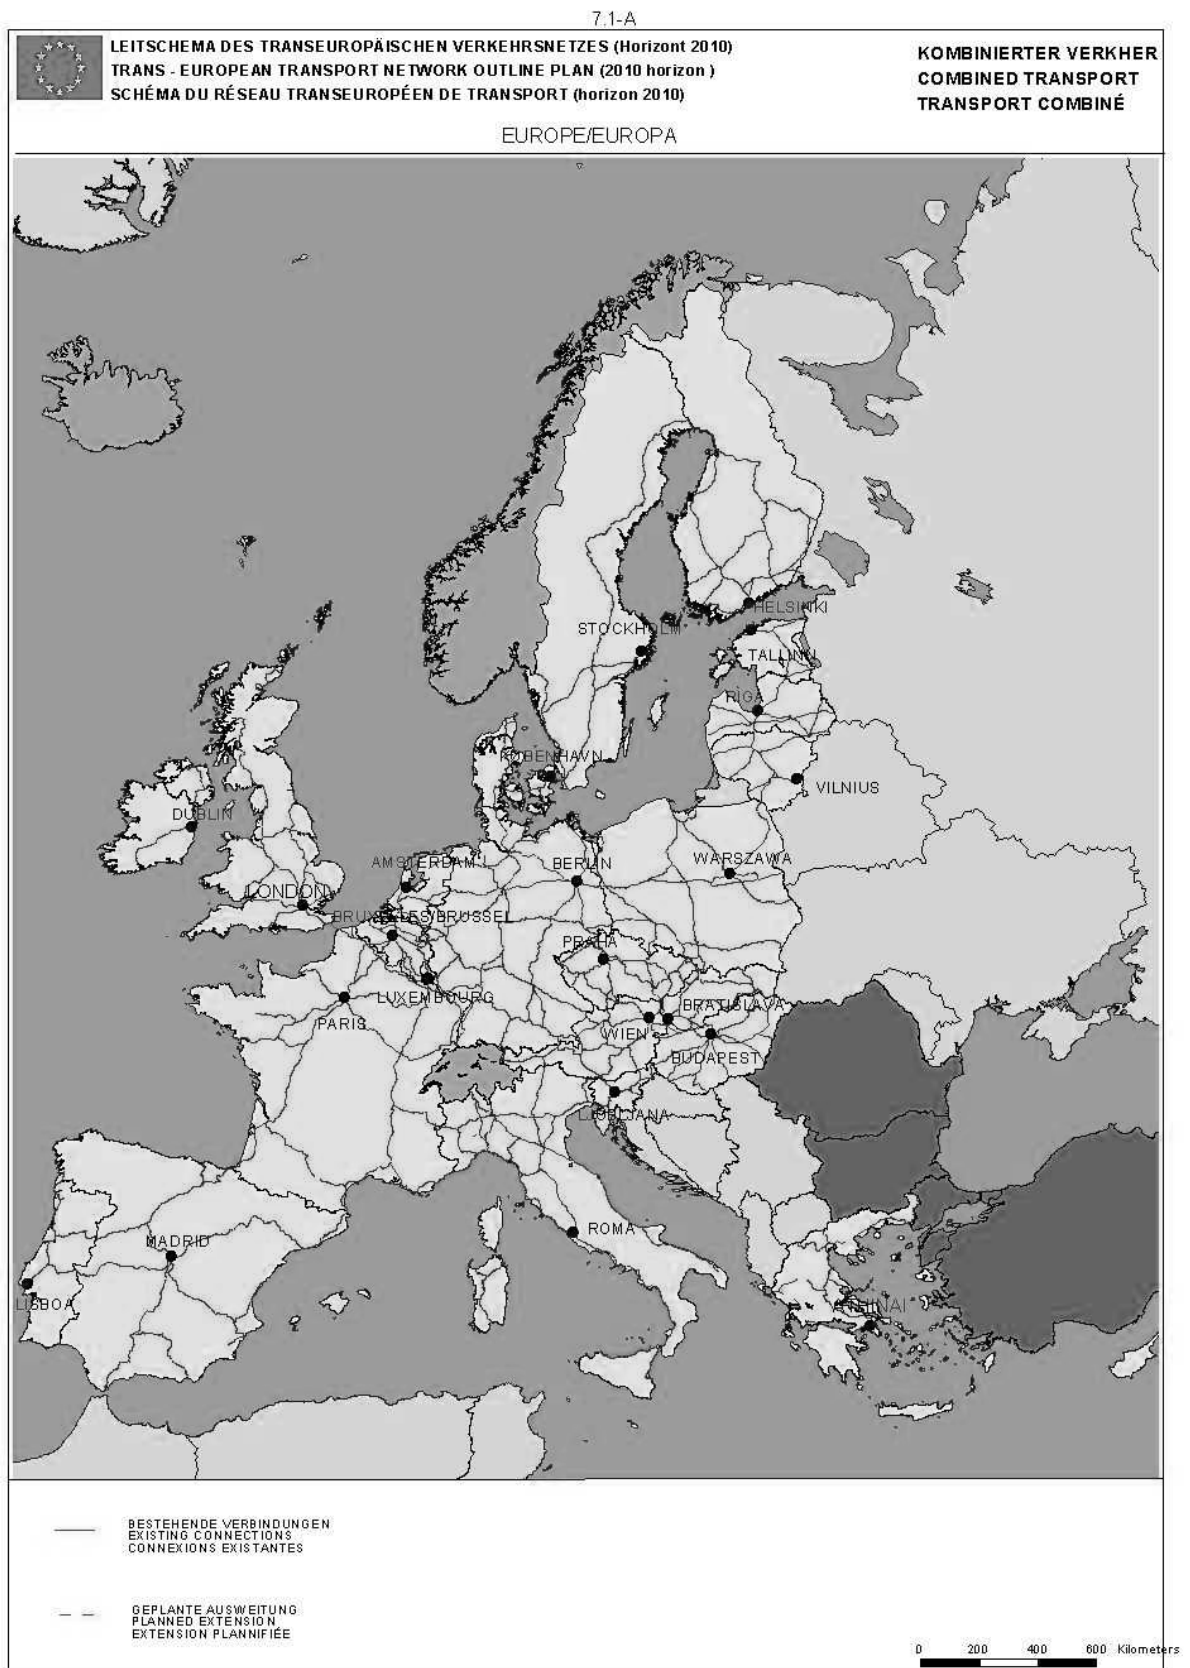 7.1-A
LEITSCHEMA DES TRANSEUROPÄISCHEN VERKEHRSNETZES (Horizont 2010)
TRANS - EUROPEAN TRANSPORT NETWORK OUTLINE PLAN (2010 horizon )
SCHÉMA DU RÉSEAU TRANSEUROPÉEN DE TRANSPORT (horizon 2010)
KOMBINIERTER VERKHER
COMBINED TRANSPORT
TRANSPORT COMBINÉ
EUROPE/EUROPA
HELSINKI
STOCKHOLM
TALLINN
RIGA
KØBENHAVN
VILNIUS
DUBLIN
AMSTERDAM
BERLIN
WARSZAWA
LONDON
BRUXELLES/BRUSSEL
PRAHA
LUXEMBOURG
BRATISLAVA
PARIS
WIEN
BUDAPEST
LJUBLJANA
ROMA
MADRID
LISBOA
ATHINAI
BESTEHENDE VERBINDUNGEN
EXISTING CONNECTIONS
CONNEXIONS EXISTANTES
GEPLANTE AUSWEITUNG
PLANNED EXTENSION
EXTENSION PLANNIFIÉE
0 200 400 600 Kilometers